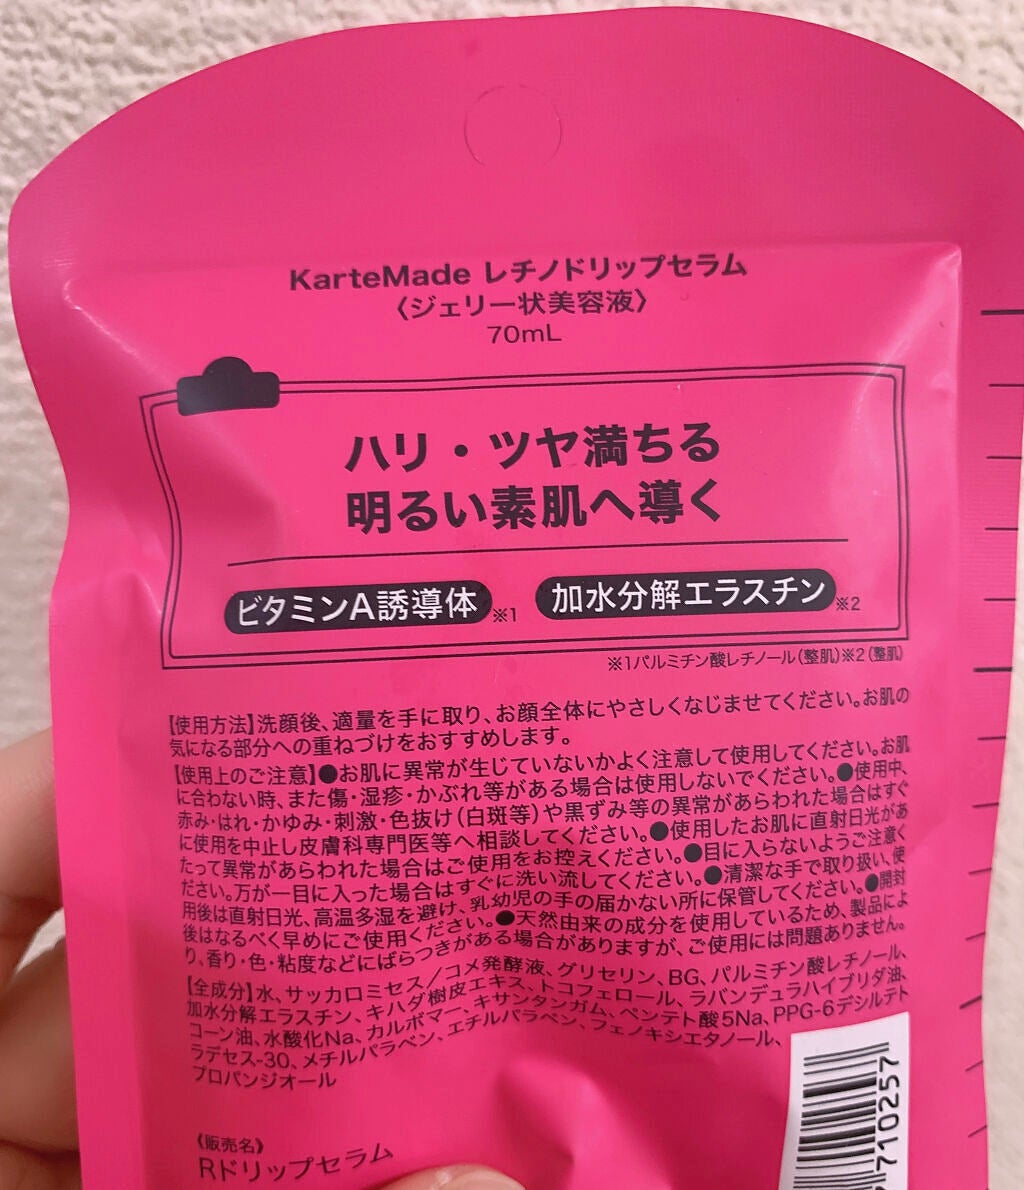 KarteMade レチノドリップセラム
〈ジェリー状美容液〉
70mL
ハリ・ツヤ満ちる
明るい素肌へ導く
ビタミンA誘導体※1 加水分解エラスチン※2
※1パルミチン酸レチノール(整肌)※2(整肌)
【使用方法】洗顔後、適量を手に取り、お顔全体にやさしくなじませてください。お肌の
気になる部分への重ねづけをおすすめします。
【使用上のご注意】●お肌に異常が生じていないかよく注意して使用してください。お肌
に合わない時、また傷・湿疹・かぶれ等がある場合は使用しないでください。●使用中、
赤み・はれ・かゆみ・刺激・色抜け(白斑等)や黒ずみ等の異常があらわれた場合はすぐ
に使用を中止し皮膚科専門医等へ相談してください。●使用したお肌に直射日光があ
たって異常があらわれた場合はご使用をお控えください。●目に入らないようご注意く
ださい。万が一目に入った場合はすぐに洗い流してください。●清潔な手で取り扱い、使
用後は直射日光、高温多湿を避け、乳幼児の手の届かない所に保管してください。●開封
後はなるべく早めにご使用ください。●天然由来の成分を使用しているため、製品によ
り、香り・色・粘度などにばらつきがある場合がありますが、ご使用には問題ありません。
【全成分】水、サッカロミセス/コメ発酵液、グリセリン、BG、パルミチン酸レチノール、
加水分解エラスチン、キハダ樹皮エキス、トコフェロール、ラバンデュラハイブリダ油、
コーン油、水酸化Na、カルボマー、キサンタンガム、ペンテト酸5Na、PPG-6デシルテト
ラデセス-30、メチルパラベン、エチルパラベン、フェノキシエタノール、
プロパンジオール
《販売名》
Rドリップセラム
710257